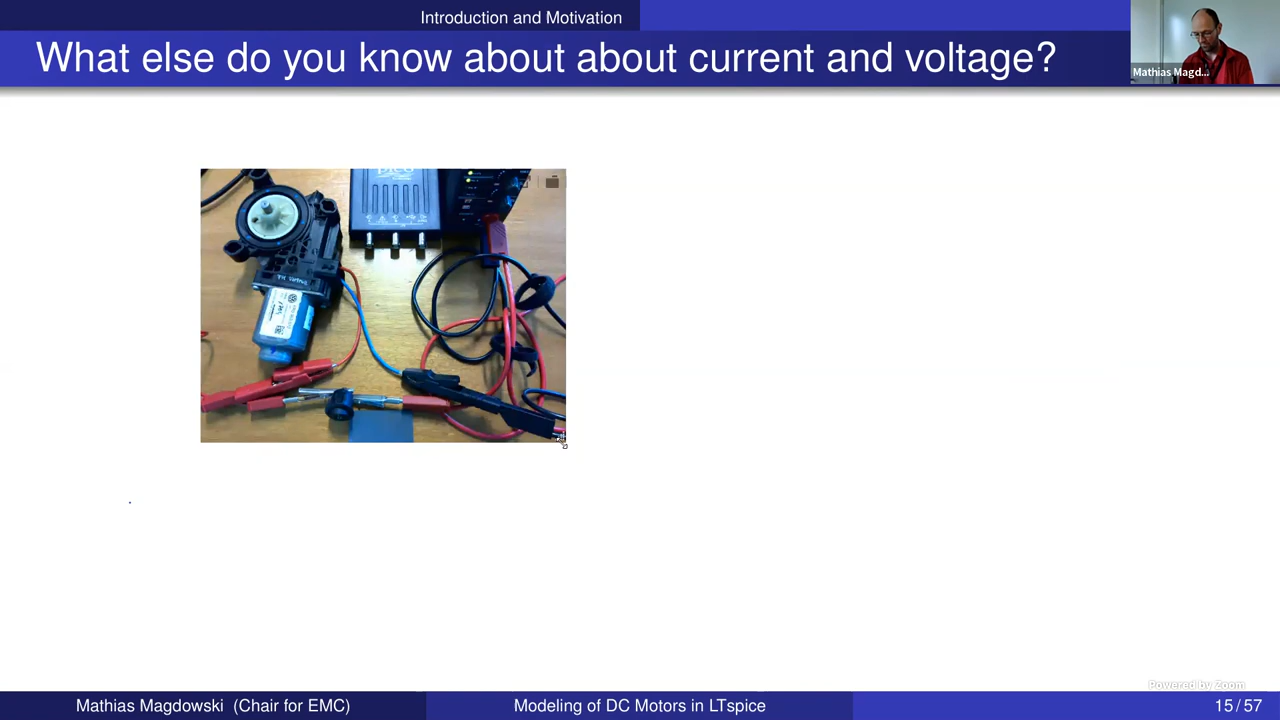 Introduction and Motivation
What else do you know about about current and voltage?
Mathias Magd...
pico
Powered by Zoom
Mathias Magdowski (Chair for EMC)
Modeling of DC Motors in LTspice
15/57